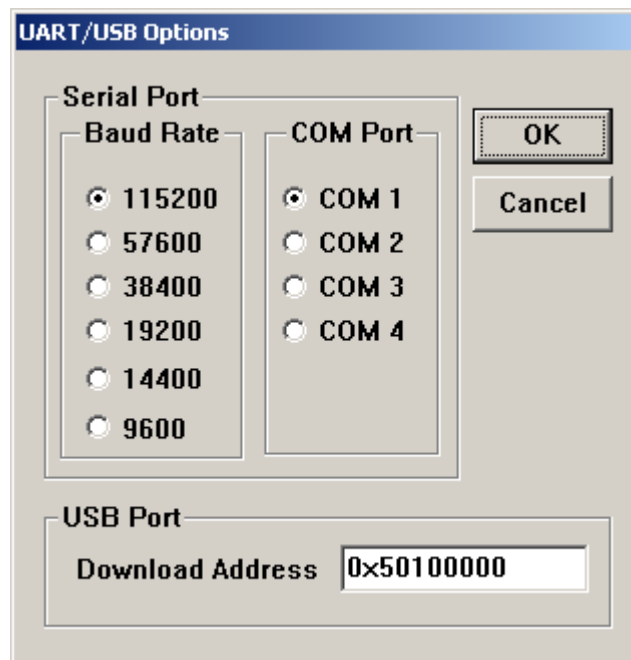 UART/USB Options
Serial Port
Baud Rate
115200
57600
38400
19200
14400
9600
COM Port
COM 1
COM 2
COM 3
COM 4
OK
Cancel
USB Port
Download Address 0x50100000